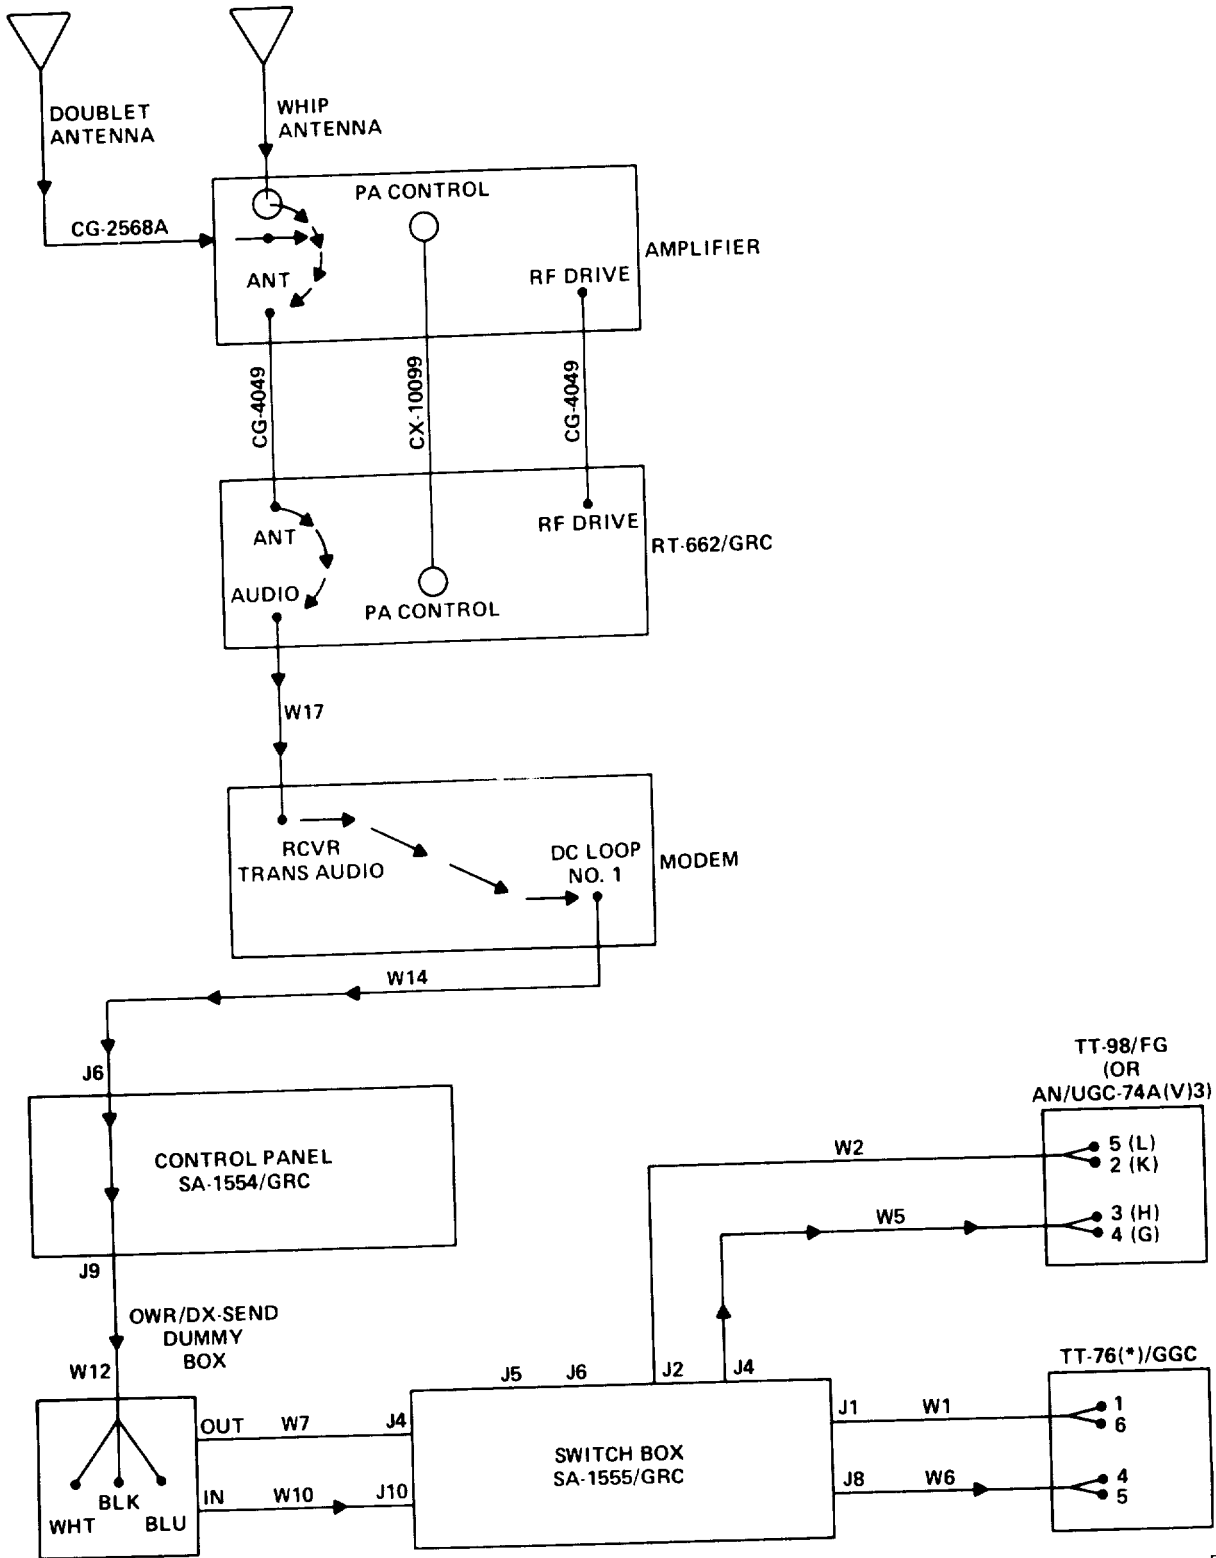 DOUBLET
ANTENNA
WHIP
ANTENNA
CG-2568A
PA CONTROL
ANT
RF DRIVE
AMPLIFIER
CG-4049
CX-10099
CG-4049
ANT
AUDIO
PA CONTROL
RF DRIVE
RT-662/GRC
W17
RCVR
TRANS AUDIO
DC LOOP
NO. 1
MODEM
W14
J6
CONTROL PANEL
SA-1554/GRC
J9
OWR/DX-SEND
DUMMY
BOX
W12
WHT
BLK
BLU
OUT
W7
J4
IN
W10
J10
J5
J6
J2
J4
SWITCH BOX
SA-1555/GRC
W2
W5
TT-98/FG
(OR
AN/UGC-74A(V)3)
5 (L)
2 (K)
3 (H)
4 (G)
J1
W1
J8
W6
TT-76(*)/GGC
1
6
4
5